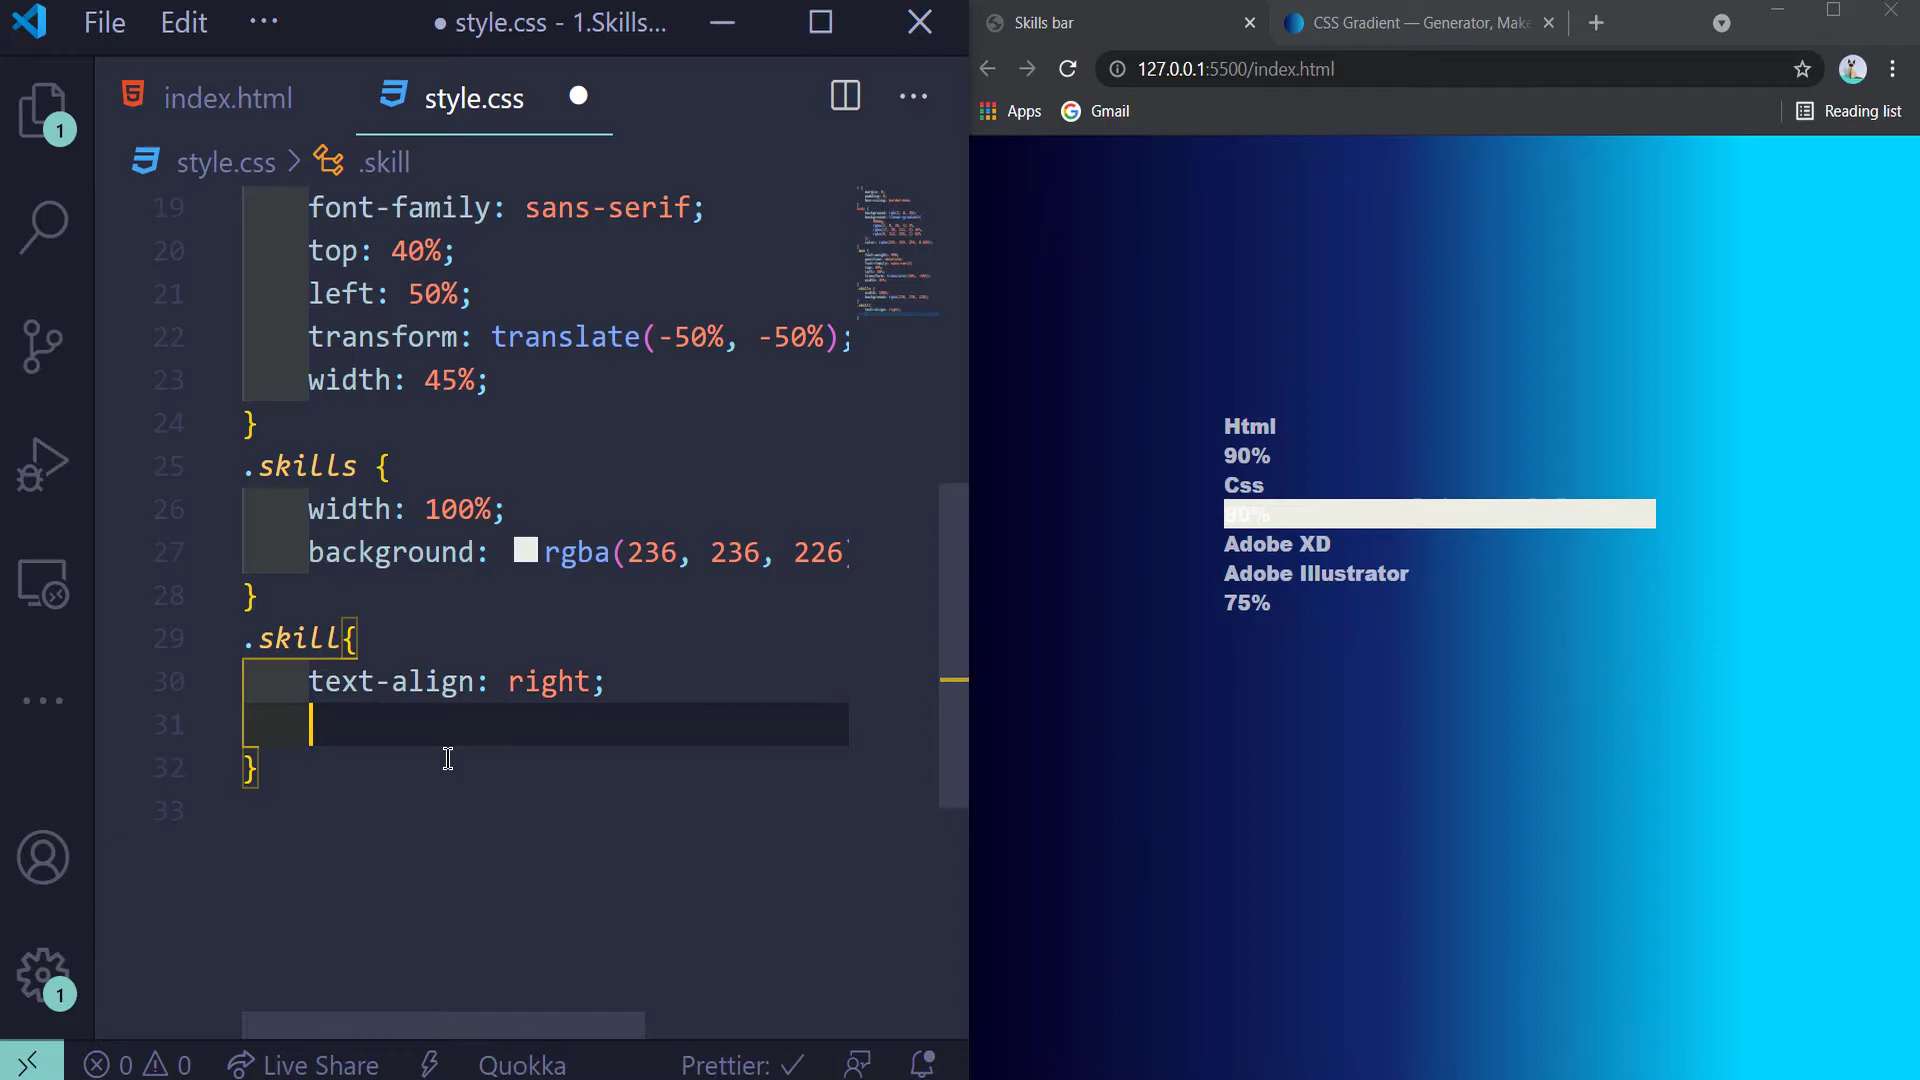 File Edit ···
● style.css - 1.Skills...
index.html
style.css
style.css > .skill
19 font-family: sans-serif;
20 top: 40%;
21 left: 50%;
22 transform: translate(-50%, -50%);
23 width: 45%;
24 }
25 .skills {
26 width: 100%;
27 background: rgba(236, 236, 226)
28 }
29 .skill{
30 text-align: right;
31
32 }
33
1
1
0 0 Live Share Quokka Prettier: ✓
Skills bar
CSS Gradient — Generator, Make
127.0.0.1:5500/index.html
Apps Gmail Reading list
Html
90%
Css
80%
Adobe XD
Adobe Illustrator
75%